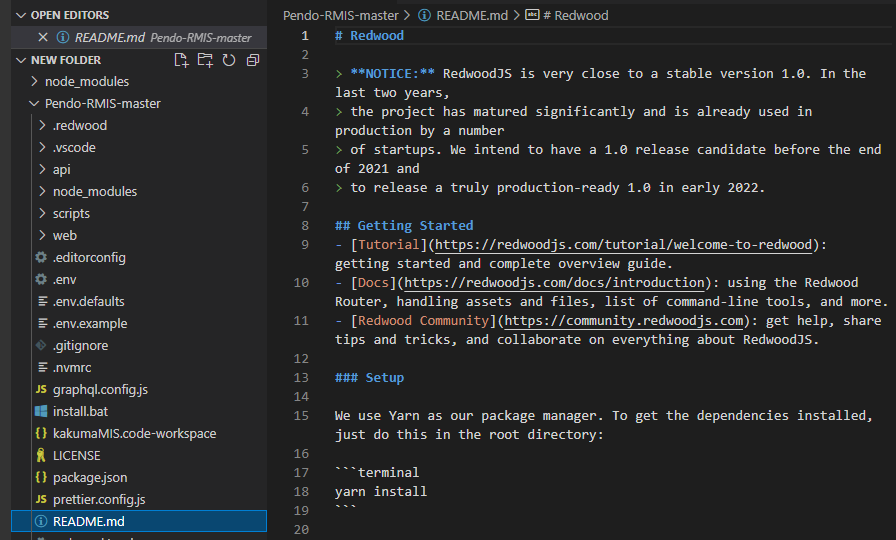 OPEN EDITORS
README.md Pendo-RMIS-master
NEW FOLDER
node_modules
Pendo-RMIS-master
.redwood
.vscode
api
node_modules
scripts
web
.editorconfig
.env
.env.defaults
.env.example
.gitignore
.nvmrc
JS graphql.config.js
install.bat
{} kakumaMIS.code-workspace
LICENSE
{} package.json
JS prettier.config.js
README.md
Pendo-RMIS-master > README.md > # Redwood
1 # Redwood
2
3 > **NOTICE:** RedwoodJS is very close to a stable version 1.0. In the
last two years,
4 > the project has matured significantly and is already used in
production by a number
5 > of startups. We intend to have a 1.0 release candidate before the end
of 2021 and
6 > to release a truly production-ready 1.0 in early 2022.
7
8 ## Getting Started
9 - [Tutorial](https://redwoodjs.com/tutorial/welcome-to-redwood):
getting started and complete overview guide.
10 - [Docs](https://redwoodjs.com/docs/introduction): using the Redwood
Router, handling assets and files, list of command-line tools, and more.
11 - [Redwood Community](https://community.redwoodjs.com): get help, share
tips and tricks, and collaborate on everything about RedwoodJS.
12
13 ### Setup
14
15 We use Yarn as our package manager. To get the dependencies installed,
just do this in the root directory:
16
17 ```terminal
18 yarn install
19 ```
20